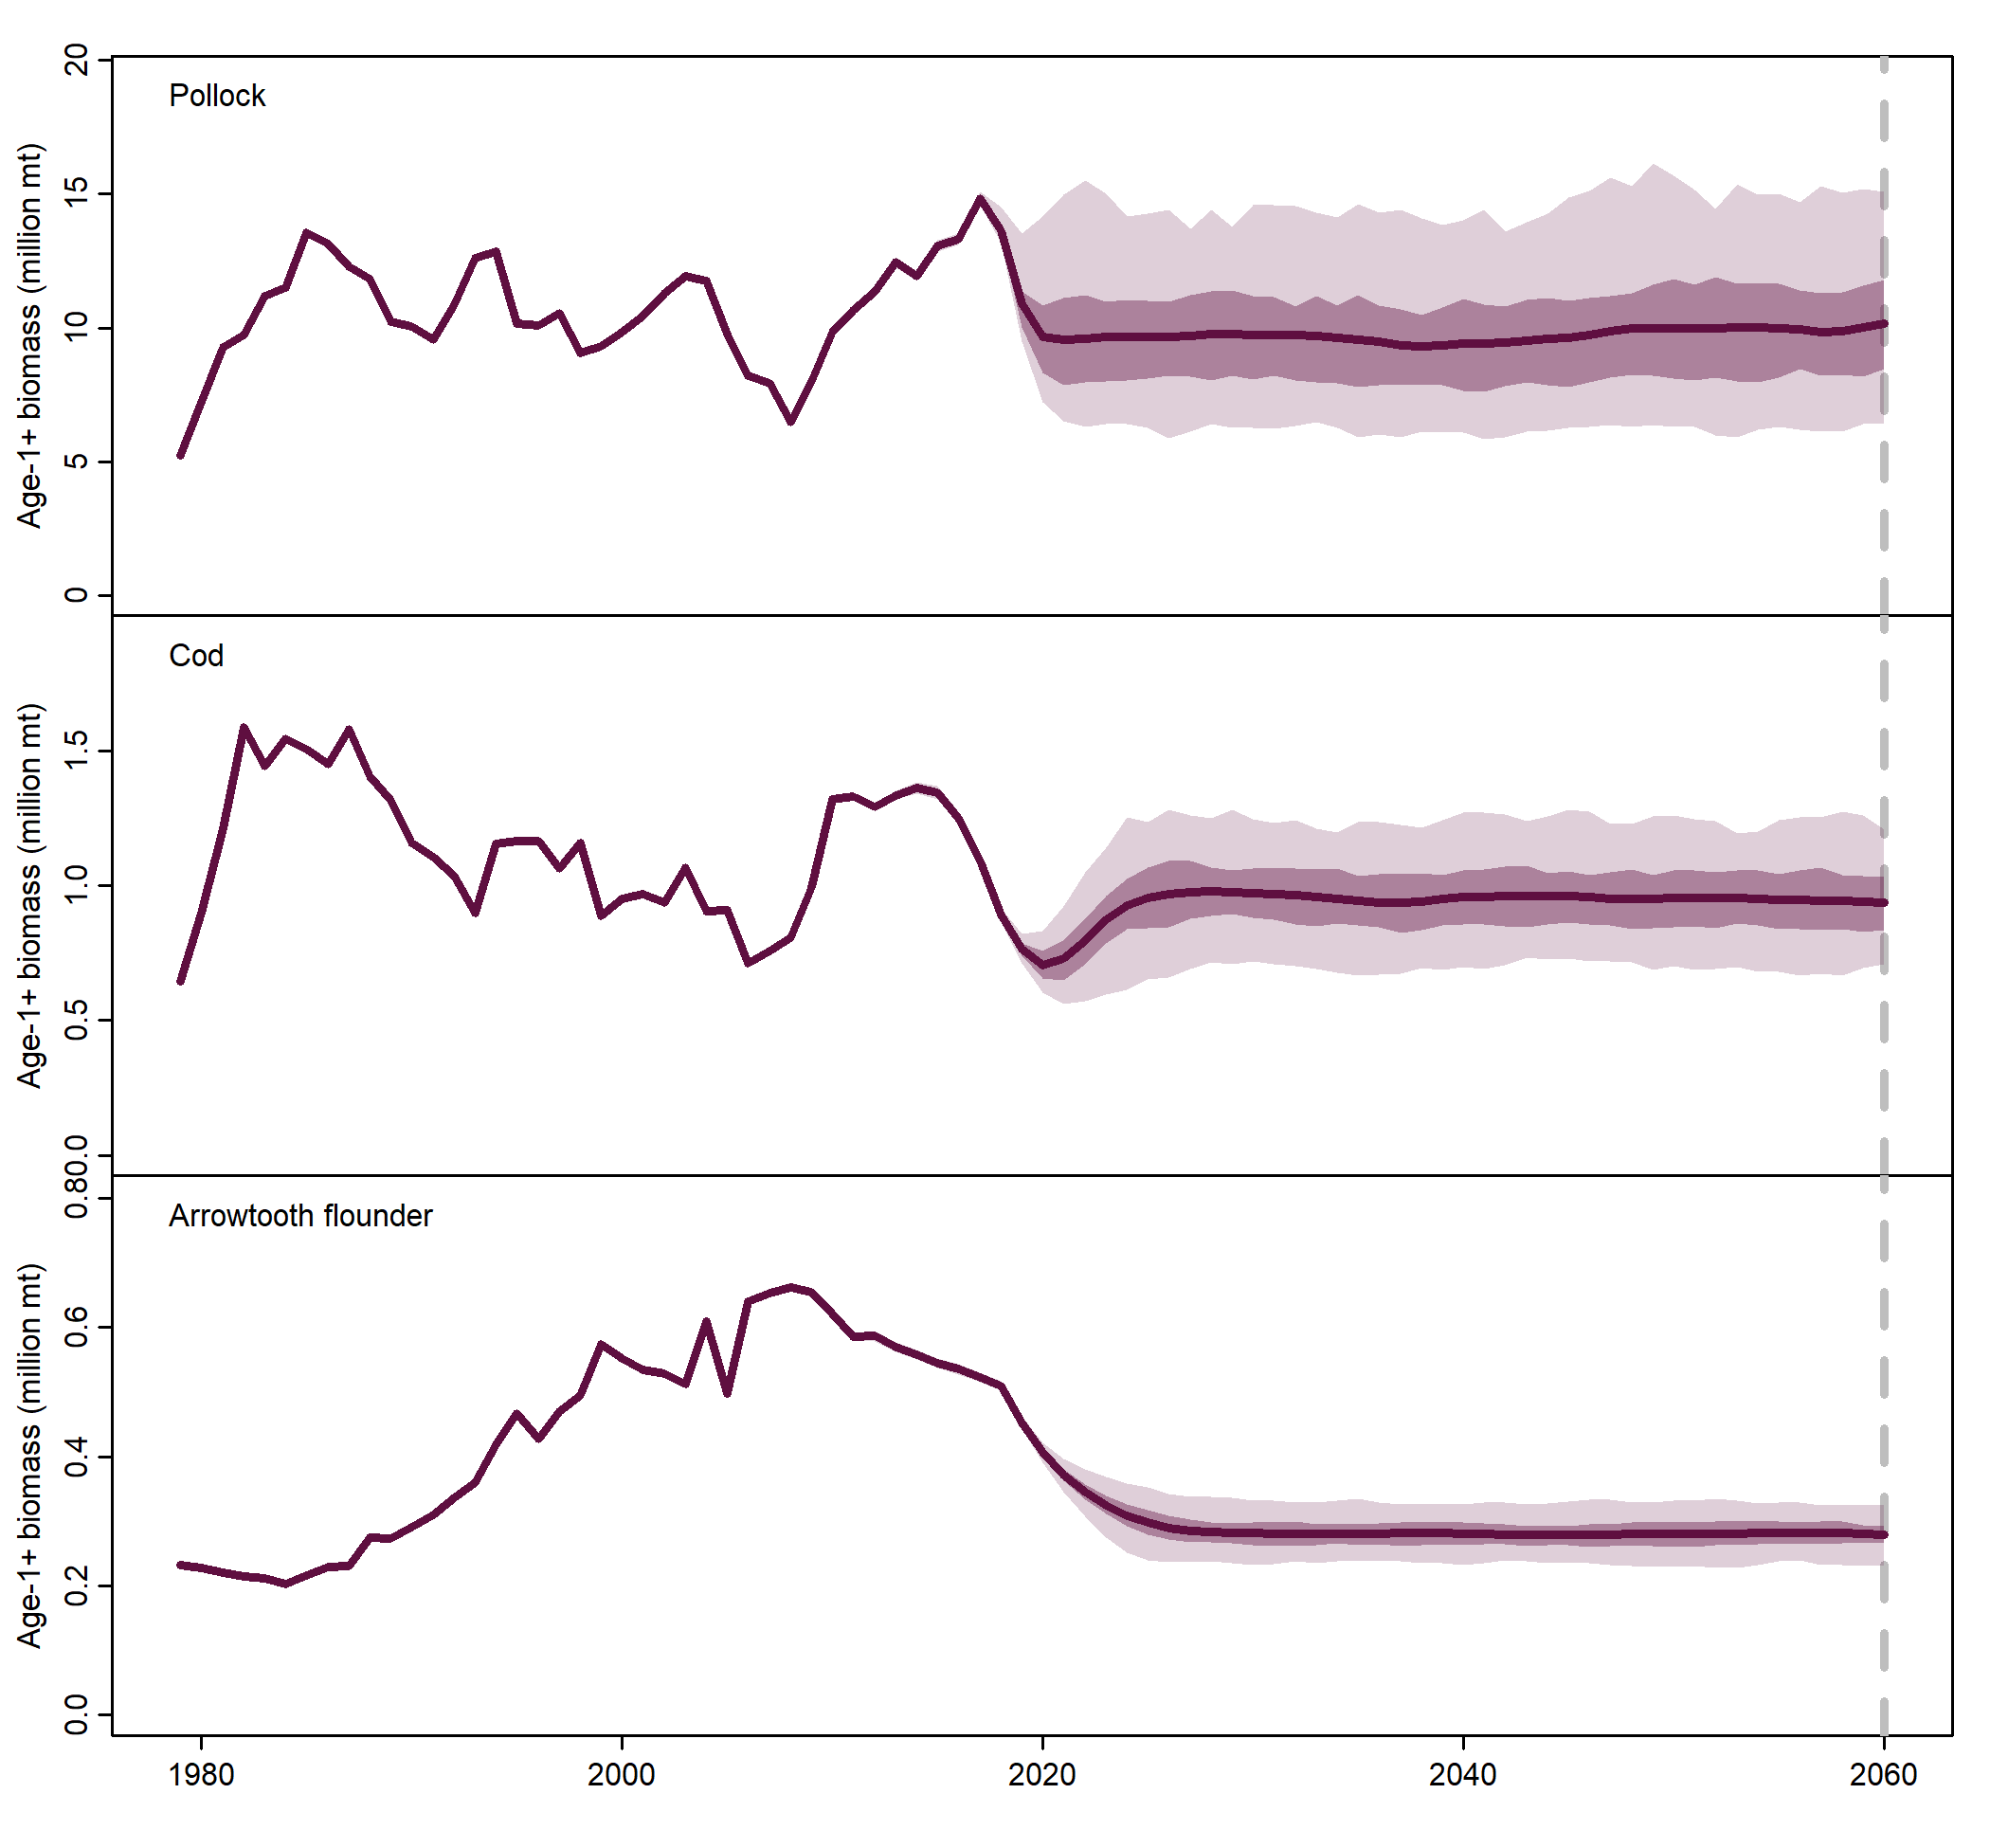 Pollock
Age-1+ biomass (million mt)
20
15
10
5
0
Cod
Age-1+ biomass (million mt)
1.5
1.0
0.5
0.0
Arrowtooth flounder
Age-1+ biomass (million mt)
0.8
0.6
0.4
0.2
0.0
1980 2000 2020 2040 2060